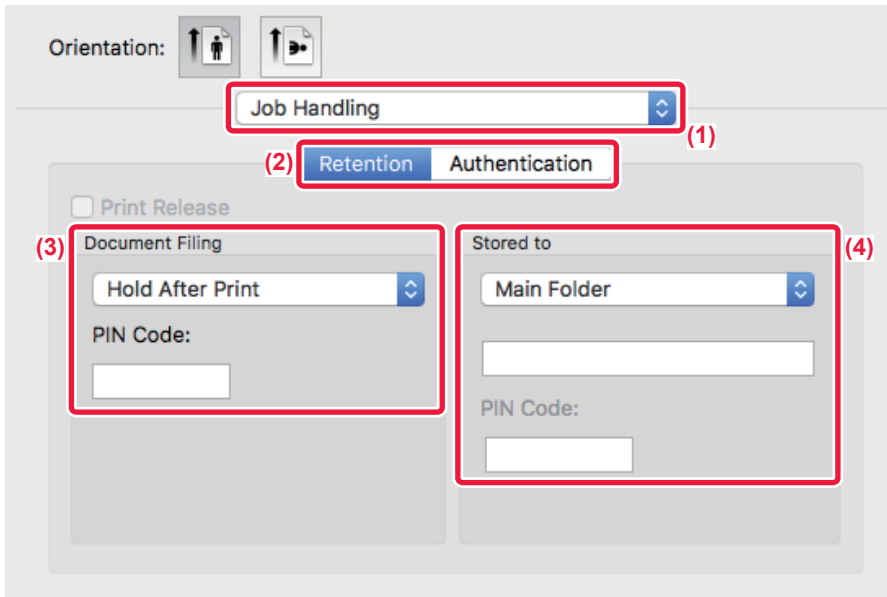 Orientation:
Job Handling
(1)
(2) Retention Authentication
Print Release
(3) Document Filing
Stored to (4)
Hold After Print
Main Folder
PIN Code:
PIN Code: